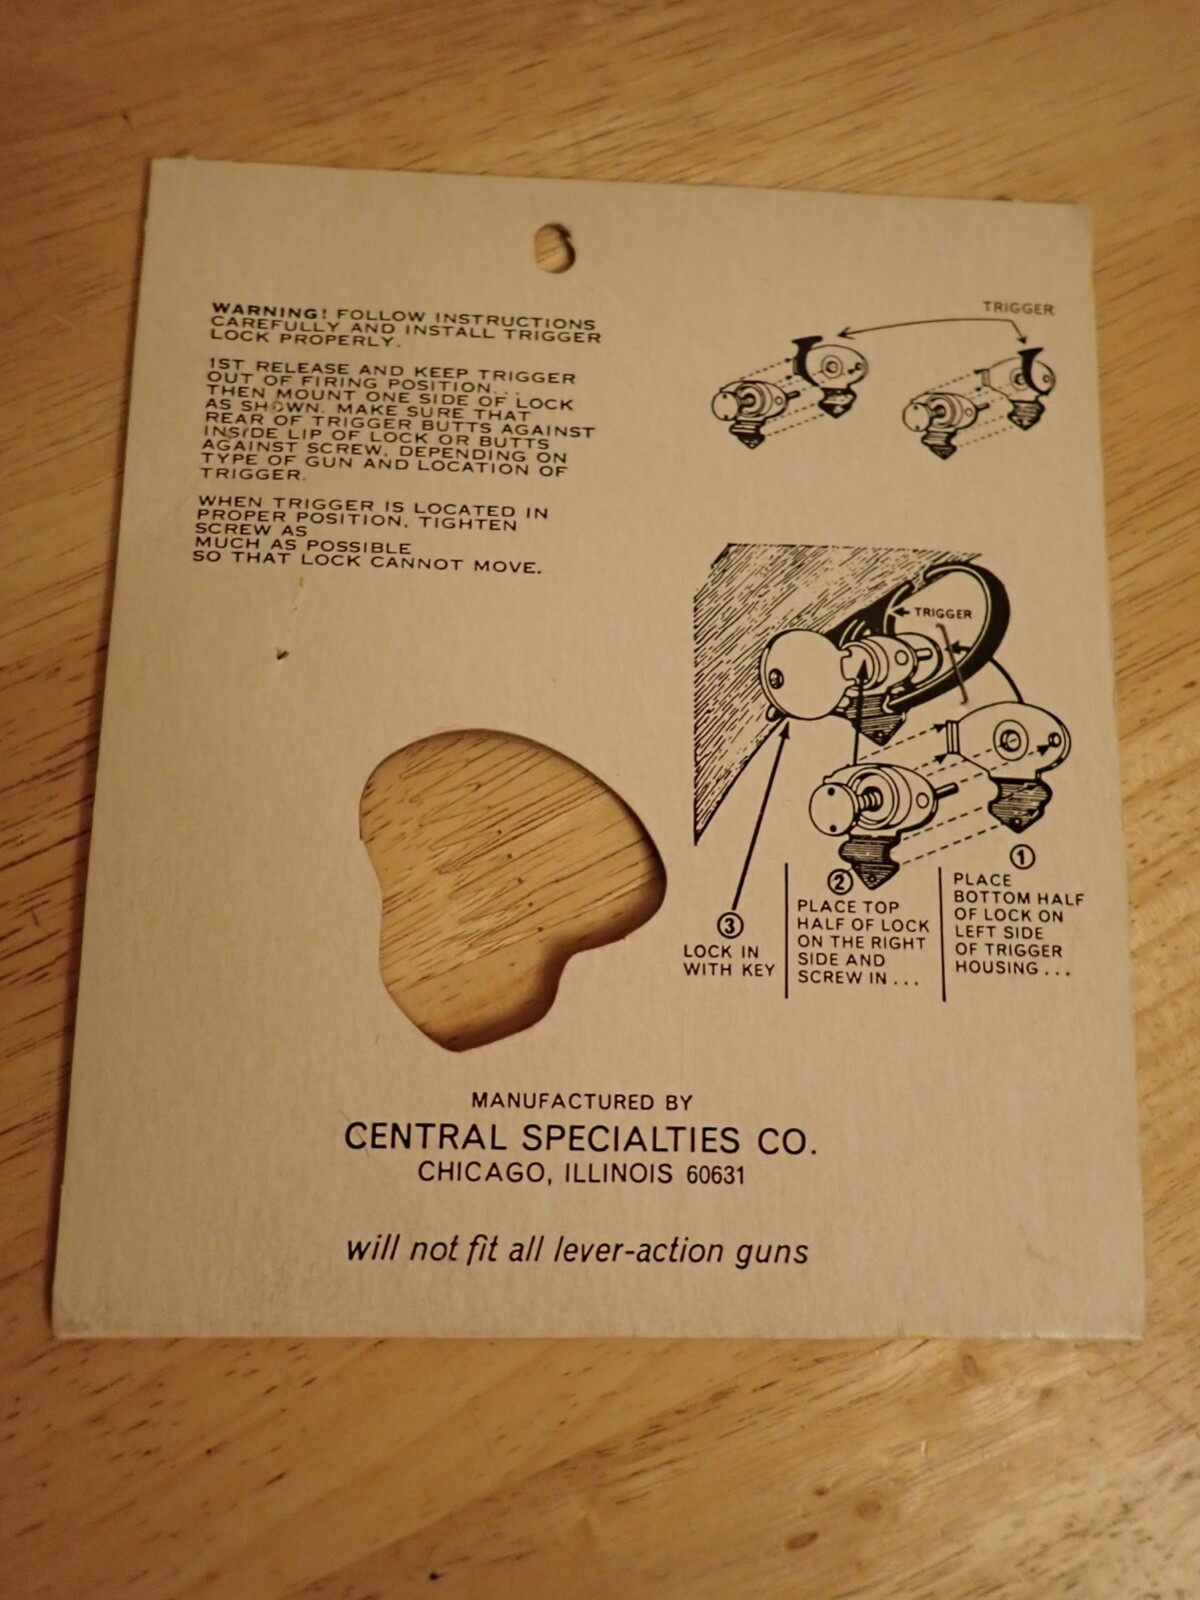 WARNING! FOLLOW INSTRUCTIONS
CAREFULLY AND INSTALL TRIGGER
LOCK PROPERLY.
1ST RELEASE AND KEEP TRIGGER
OUT OF FIRING POSITION...
THEN MOUNT ONE SIDE OF LOCK
AS SHOWN. MAKE SURE THAT
REAR OF TRIGGER BUTTS AGAINST
INSIDE LIP OF LOCK OR BUTTS
AGAINST SCREW, DEPENDING ON
TYPE OF GUN AND LOCATION OF
TRIGGER.
WHEN TRIGGER IS LOCATED IN
PROPER POSITION, TIGHTEN
SCREW AS
MUCH AS POSSIBLE
SO THAT LOCK CANNOT MOVE.
TRIGGER
TRIGGER
1
PLACE
BOTTOM HALF
OF LOCK ON
LEFT SIDE
OF TRIGGER
HOUSING ...
2
PLACE TOP
HALF OF LOCK
ON THE RIGHT
SIDE AND
SCREW IN ...
3
LOCK IN
WITH KEY
MANUFACTURED BY
CENTRAL SPECIALTIES CO.
CHICAGO, ILLINOIS 60631
will not fit all lever-action guns